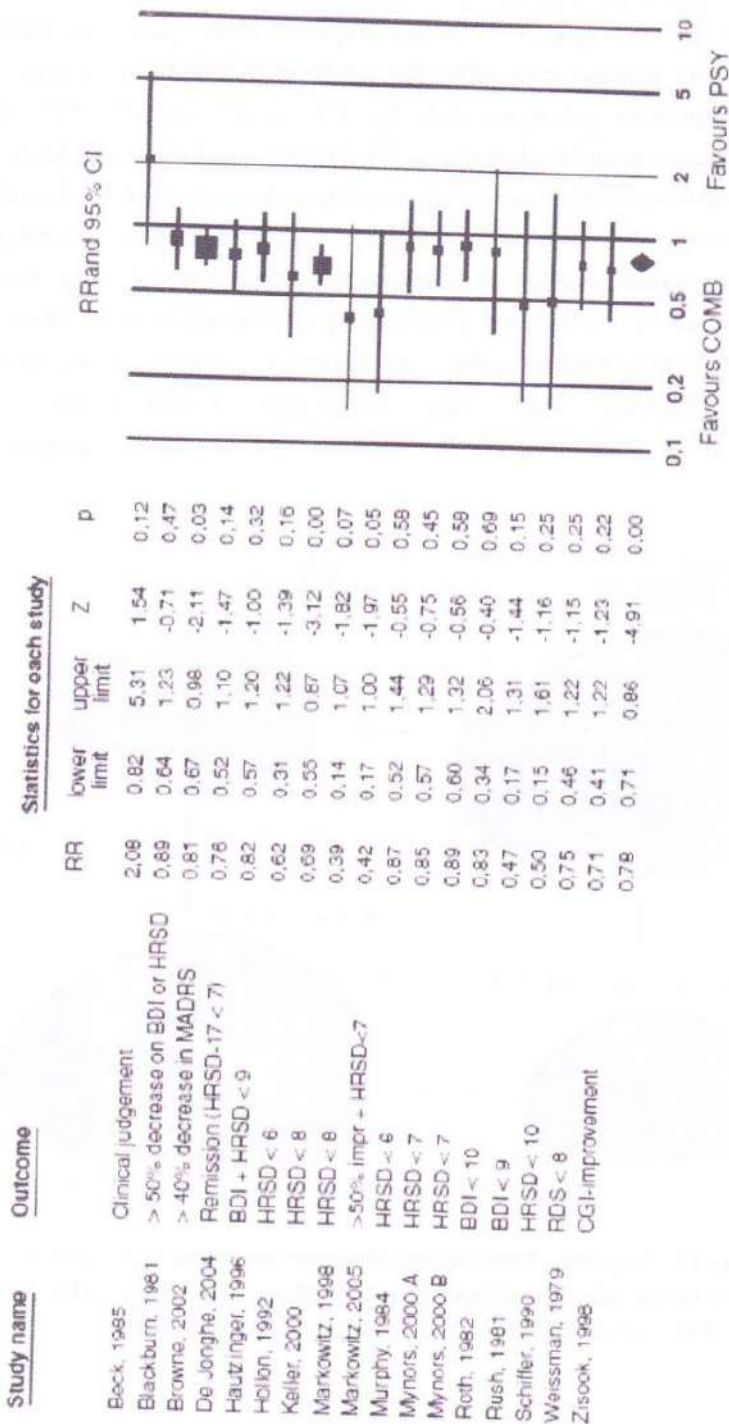 Study name Outcome Statistics for each study RRand 95% CI
RR lower limit upper limit Z p
Beck, 1985 Clinical judgement 2,08 0.82 5.31 1.54 0.12
Blackburn, 1981 > 50% decrease on BDI or HRSD 0,89 0.64 1.23 -0.71 0,47
Browne, 2002 > 40% decrease in MADRS 0.81 0.67 0.98 -2.11 0.03
De Jonghe, 2004 Remission (HRSD-17 < 7) 0,76 0.52 1.10 -1.47 0.14
Hautzinger, 1996 BDI + HRSD < 9 0,82 0.57 1.20 -1.00 0.32
Hollon, 1992 HRSD < 6 0,62 0.31 1.22 -1.39 0.16
Keller, 2000 HRSD < 8 0,69 0.55 0.87 -3.12 0.00
Markowitz, 1998 HRSD < 8 0.39 0.14 1.07 -1.82 0.07
Markowitz, 2005 >50% impr + HRSD<7 0.42 0.17 1.00 -1.97 0.05
Murphy, 1984 HRSD < 6 0,87 0.52 1.44 -0.55 0.58
Mynors, 2000 A HRSD < 7 0,85 0.57 1.29 -0.75 0.45
Mynors, 2000 B HRSD < 7 0,89 0,60 1.32 -0.56 0.58
Roth, 1982 BDI < 10 0,83 0.34 2.06 -0.40 0.69
Rush, 1981 BDI < 9 0,47 0.17 1.31 -1.44 0.15
Schiffer, 1990 HRSD < 10 0,50 0.15 1.61 -1.16 0.25
Weissman, 1979 RDS < 8 0,75 0.46 1.22 -1,15 0.25
Zisook, 1998 CGI-improvement 0,71 0.41 1.22 -1.23 0.22
0.78 0.71 0.86 -4.91 0.00
0,1 0,2 0,5 1 2 5 10
Favours COMB Favours PSY